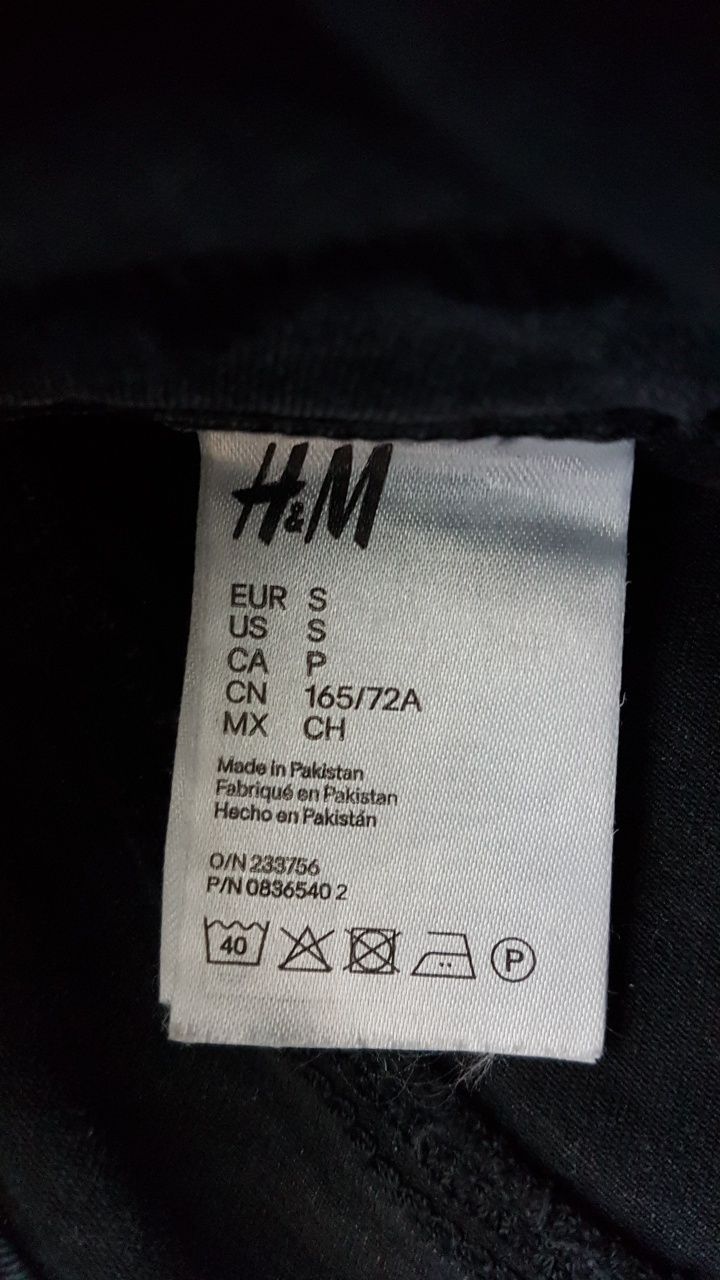 H&M
EUR S
US S
CA P
CN 165/72A
MX CH
Made in Pakistan
Fabriqué en Pakistan
Hecho en Pakistán
O/N 233756
P/N 0836540 2
40 P